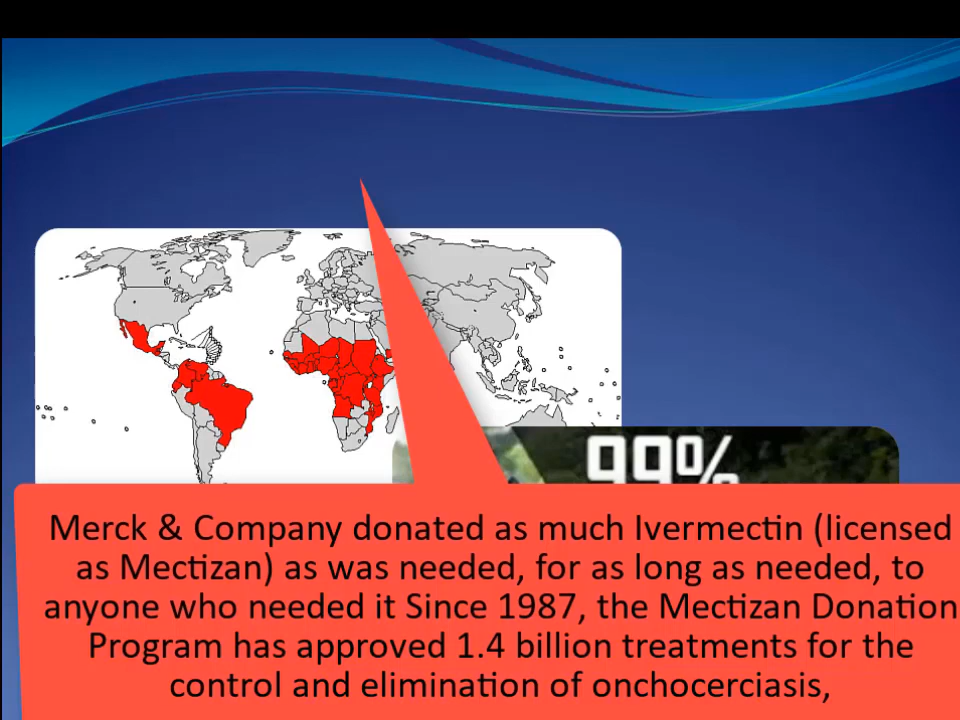 99%
Merck & Company donated as much Ivermectin (licensed
as Mectizan) as was needed, for as long as needed, to
anyone who needed it Since 1987, the Mectizan Donation
Program has approved 1.4 billion treatments for the
control and elimination of onchocerciasis,